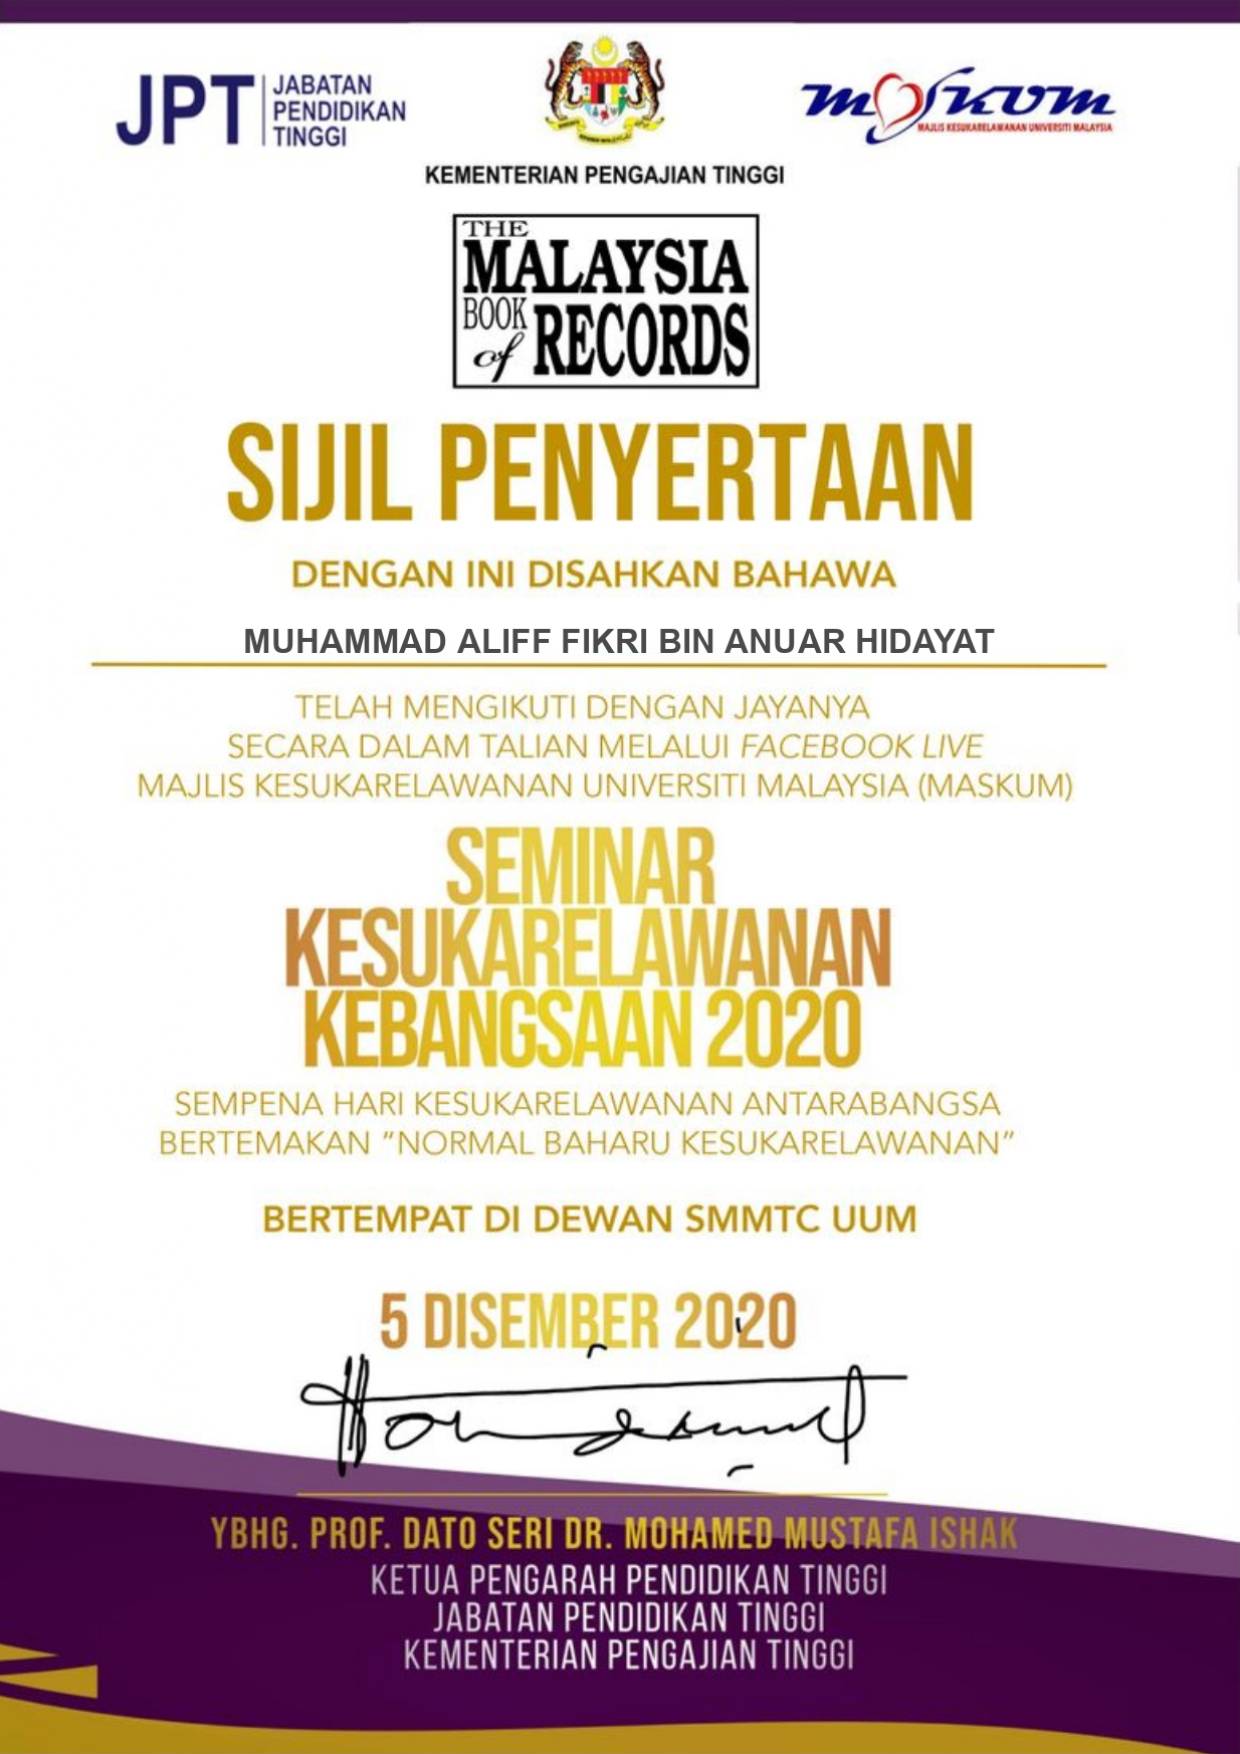 JPT JABATAN
PENDIDIKAN
TINGGI
maskum
MAJLIS KESUKARELAWANAN UNIVERSITI MALAYSIA
KEMENTERIAN PENGAJIAN TINGGI
THE
MALAYSIA
BOOK
of RECORDS
SIJIL PENYERTAAN
DENGAN INI DISAHKAN BAHAWA
MUHAMMAD ALIFF FIKRI BIN ANUAR HIDAYAT
TELAH MENGIKUTI DENGAN JAYANYA
SECARA DALAM TALIAN MELALUI FACEBOOK LIVE
MAJLIS KESUKARELAWANAN UNIVERSITI MALAYSIA (MASKUM)
SEMINAR
KESUKARELAWANAN
KEBANGSAAN 2020
SEMPENA HARI KESUKARELAWANAN ANTARABANGSA
BERTEMAKAN “NORMAL BAHARU KESUKARELAWANAN”
BERTEMPAT DI DEWAN SMMTC UUM
5 DISEMBER 2020
YBHG. PROF. DATO SERI DR. MOHAMED MUSTAFA ISHAK
KETUA PENGARAH PENDIDIKAN TINGGI
JABATAN PENDIDIKAN TINGGI
KEMENTERIAN PENGAJIAN TINGGI